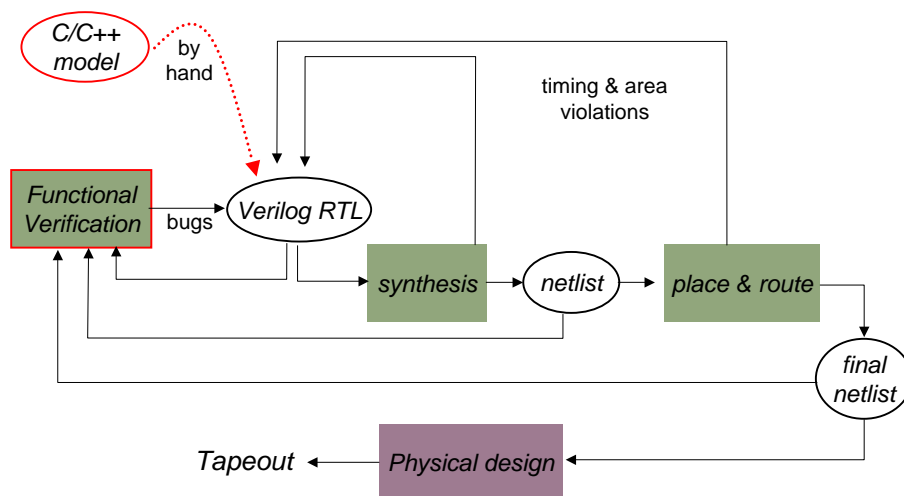 C/C++
model
by
hand
timing & area
violations
Functional
Verification
bugs
Verilog RTL
synthesis
netlist
place & route
final
netlist
Tapeout
Physical design